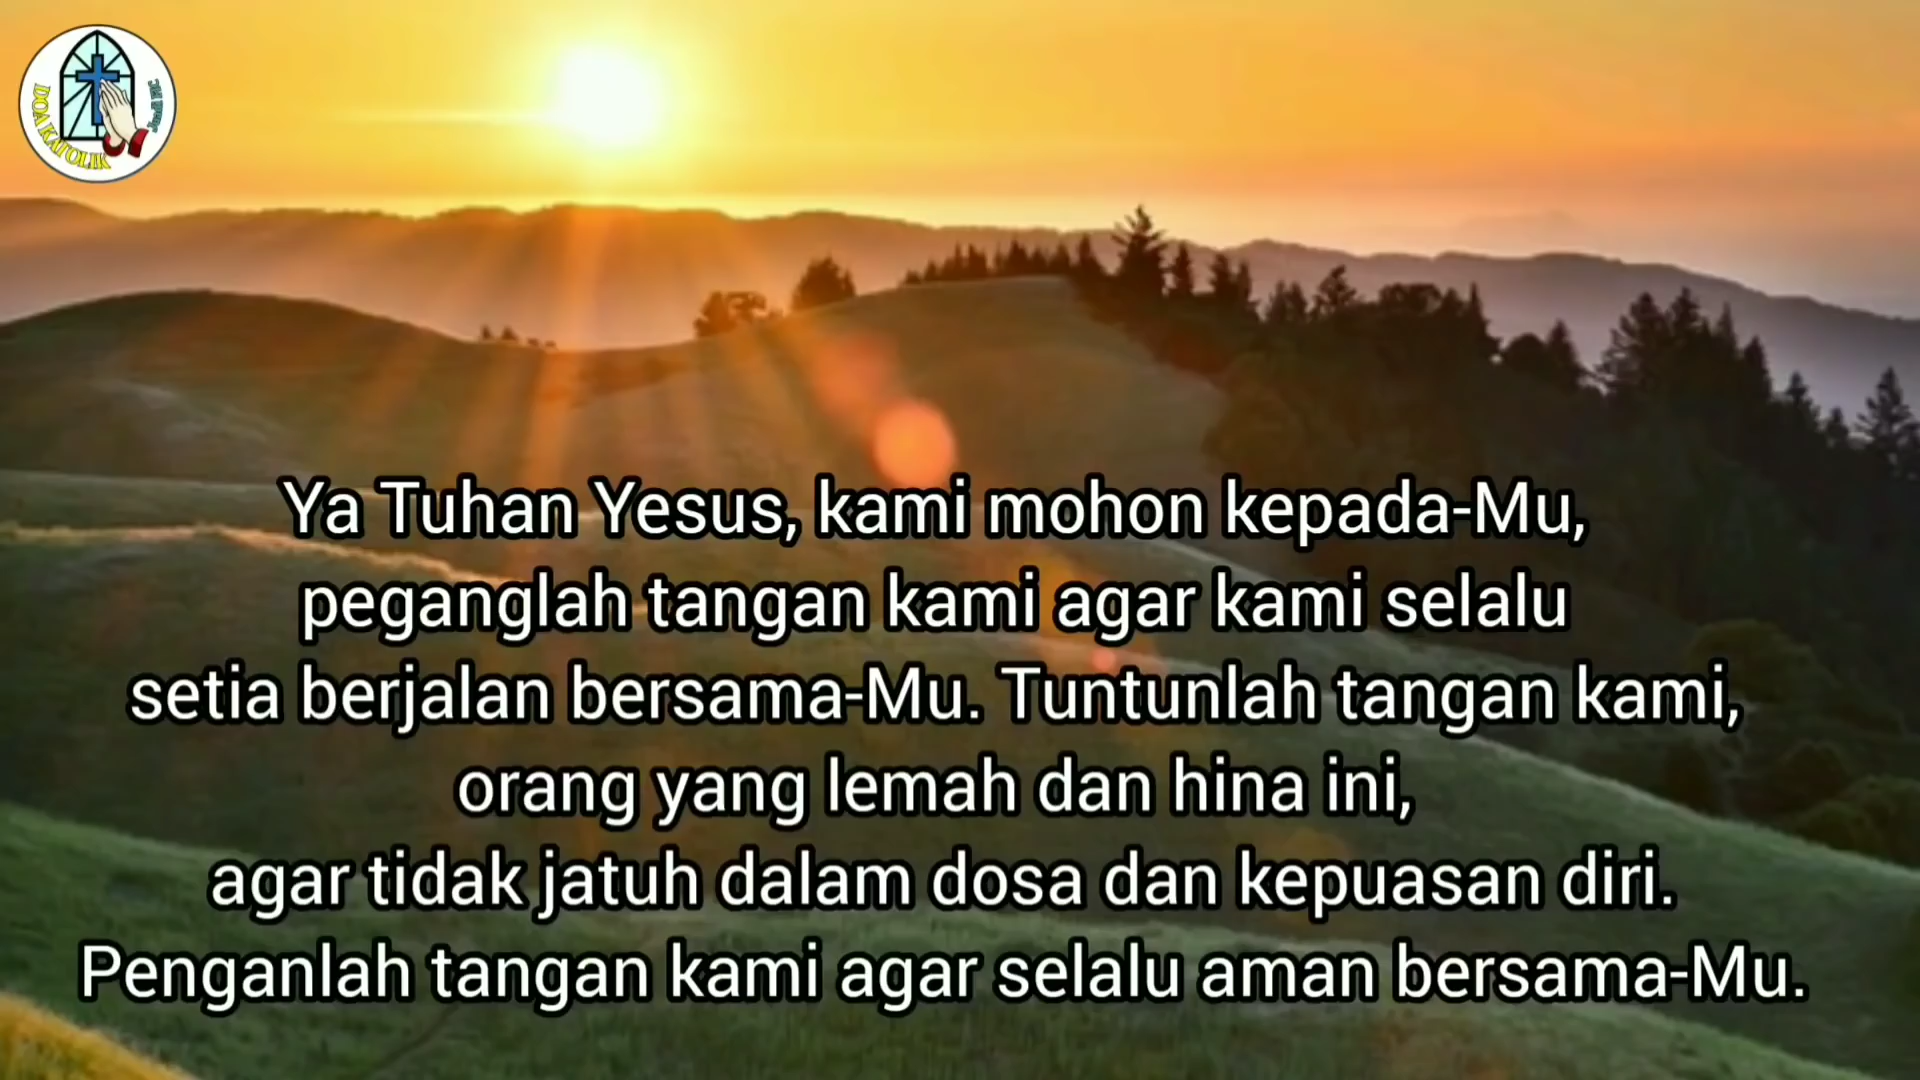 DOA KATOLIK
Ya Tuhan Yesus, kami mohon kepada-Mu,
peganglah tangan kami agar kami selalu
setia berjalan bersama-Mu. Tuntunlah tangan kami,
orang yang lemah dan hina ini,
agar tidak jatuh dalam dosa dan kepuasan diri.
Penganlah tangan kami agar selalu aman bersama-Mu.